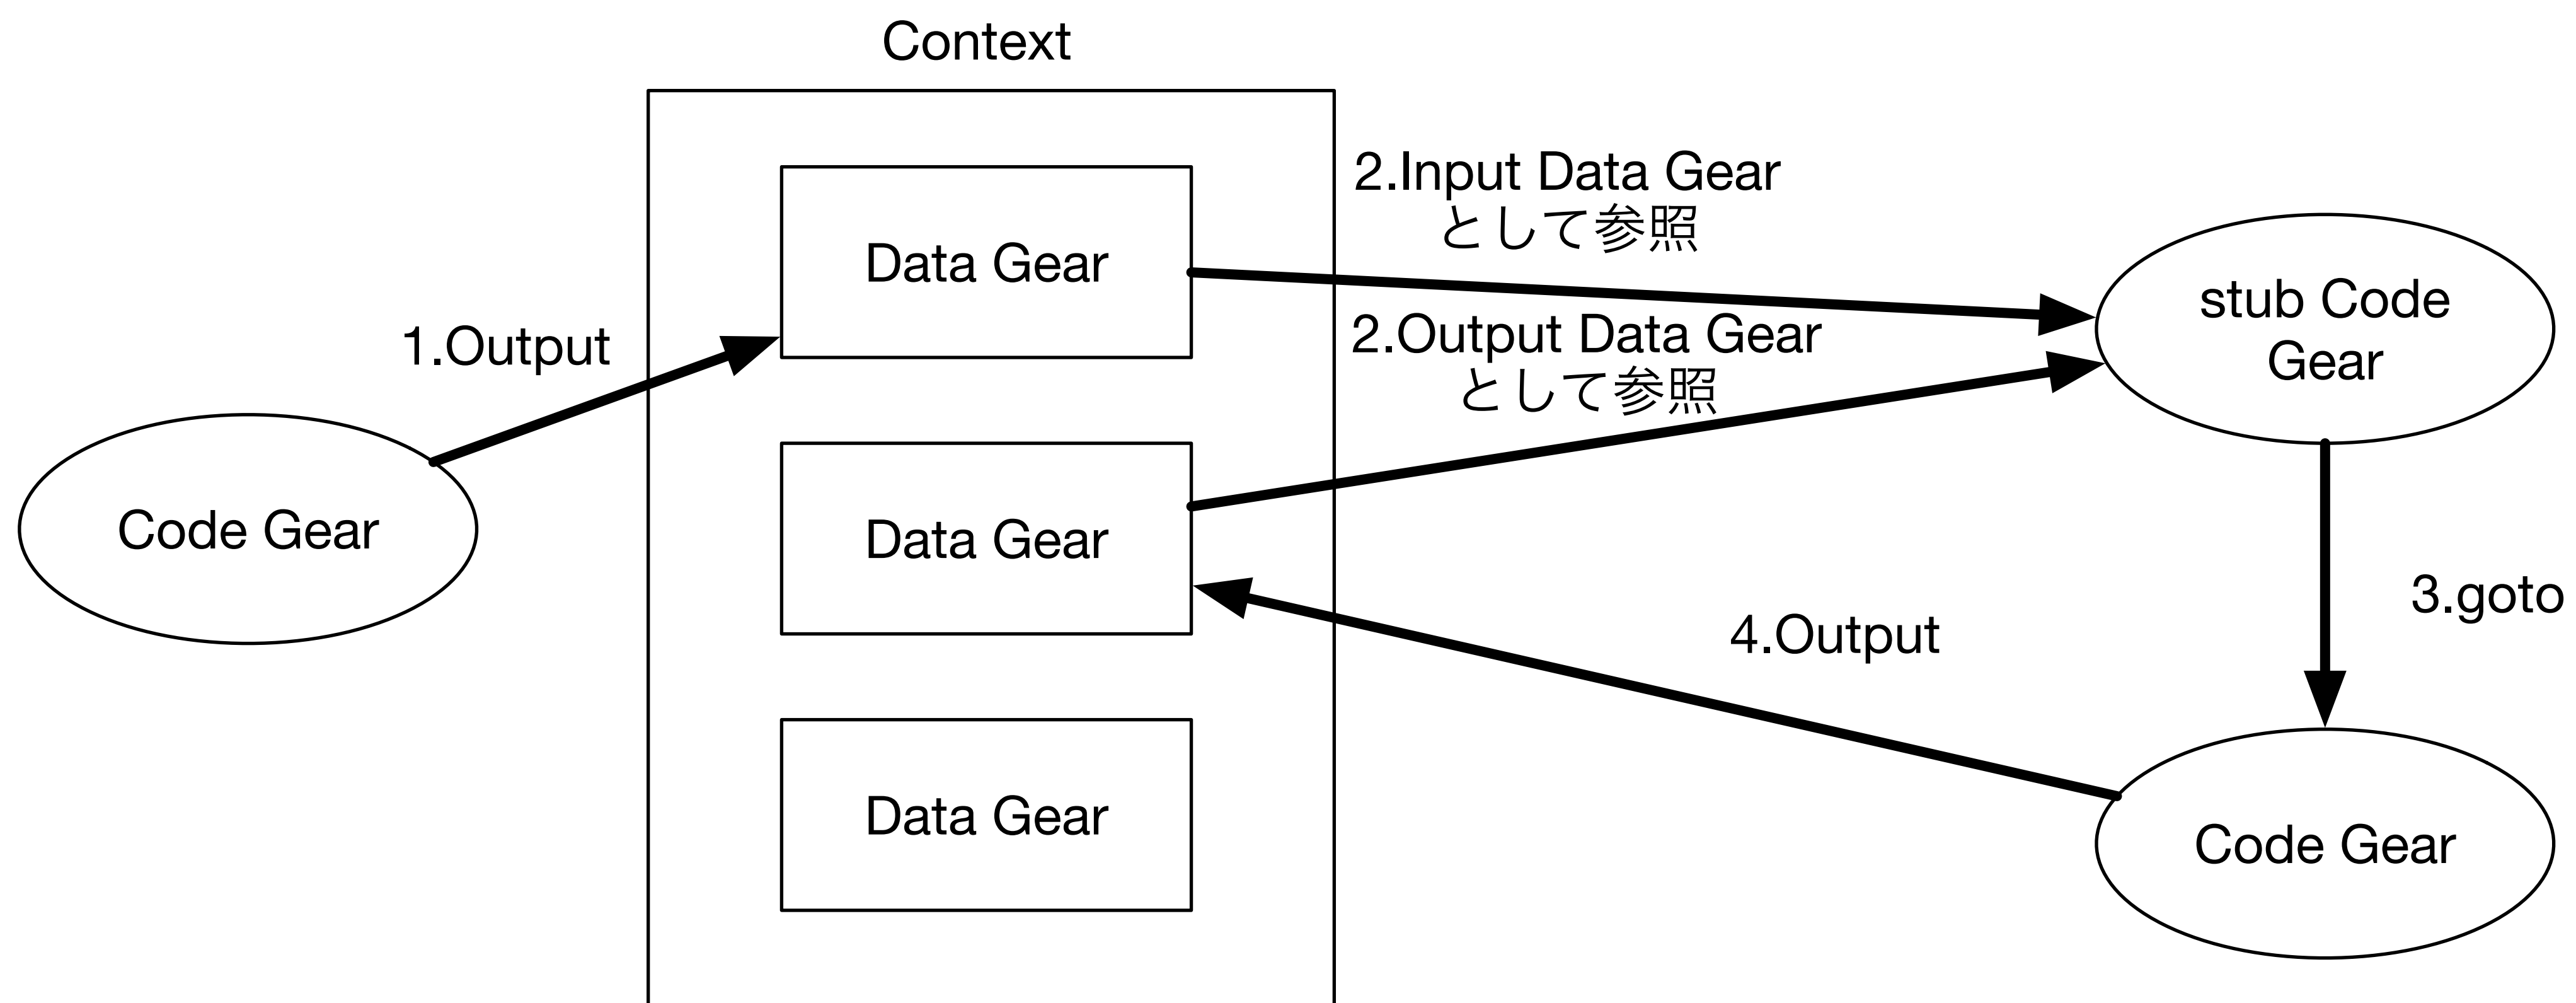 Context
2.Input Data Gear
として参照
Data Gear
stub Code
Gear
1.Output
2.Output Data Gear
として参照
Code Gear
Data Gear
3.goto
4.Output
Data Gear
Code Gear